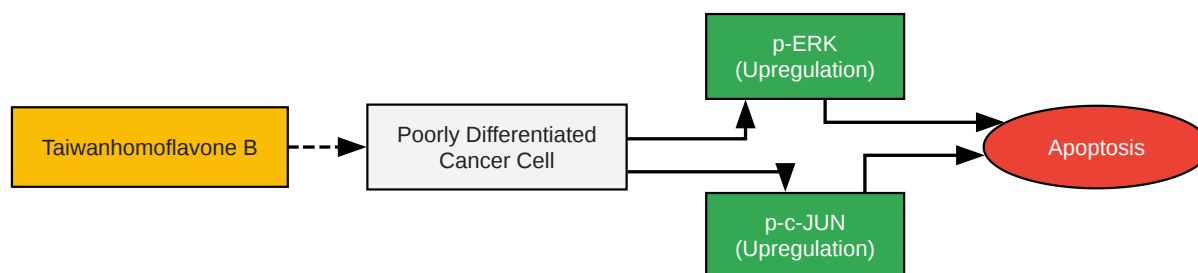 Taiwanhomoflavone B
Poorly Differentiated
Cancer Cell
p-ERK
(Upregulation)
p-c-JUN
(Upregulation)
Apoptosis